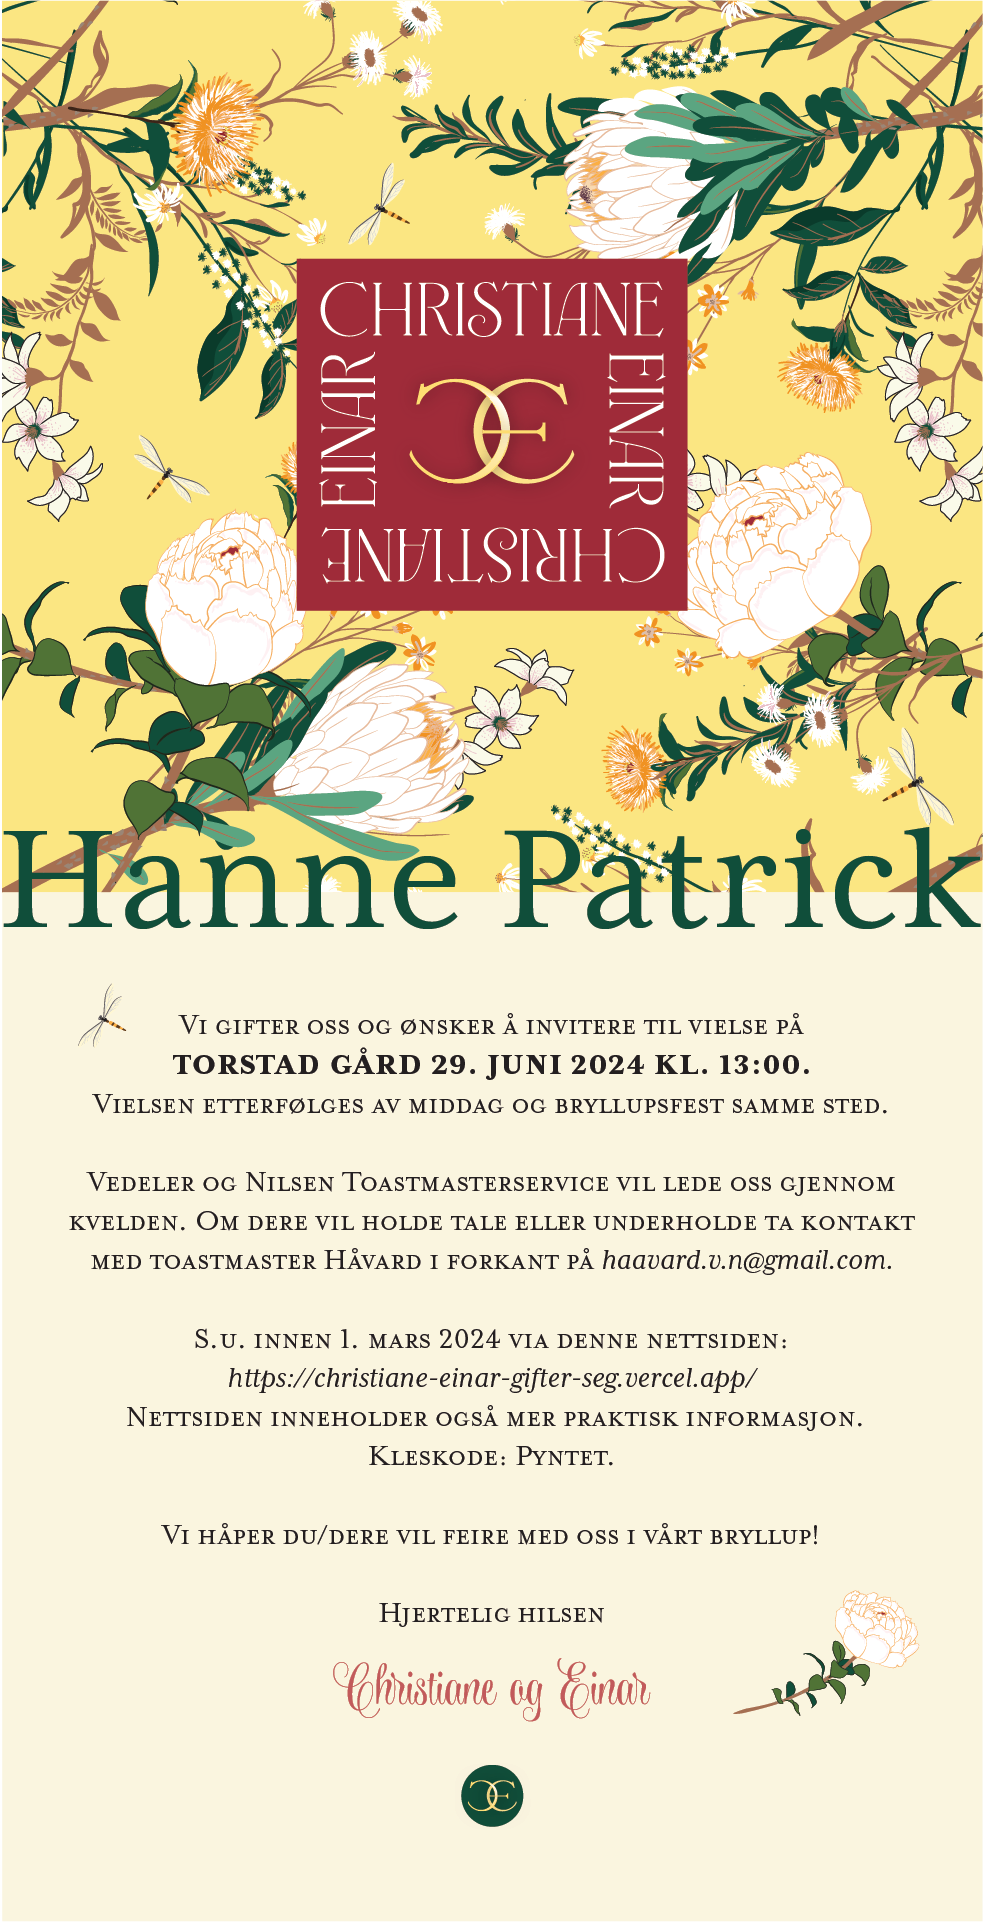 CHRISTIANE
EINAR
EINAR
CHRISTIANE
CE
Hanne Patrick
Vi gifter oss og ønsker å invitere til vielse på
TORSTAD GÅRD 29. JUNI 2024 KL. 13:00.
Vielsen etterfølges av middag og bryllupsfest samme sted.
Vedeler og Nilsen Toastmasterservice vil lede oss gjennom
kvelden. Om dere vil holde tale eller underholde ta kontakt
med toastmaster Håvard i forkant på haavard.v.n@gmail.com.
S.u. innen 1. mars 2024 via denne nettsiden:
https://christiane-einar-gifter-seg.vercel.app/
Nettsiden inneholder også mer praktisk informasjon.
Kleskode: Pyntet.
Vi håper du/dere vil feire med oss i vårt bryllup!
Hjertelig hilsen
Christiane og Einar
CE